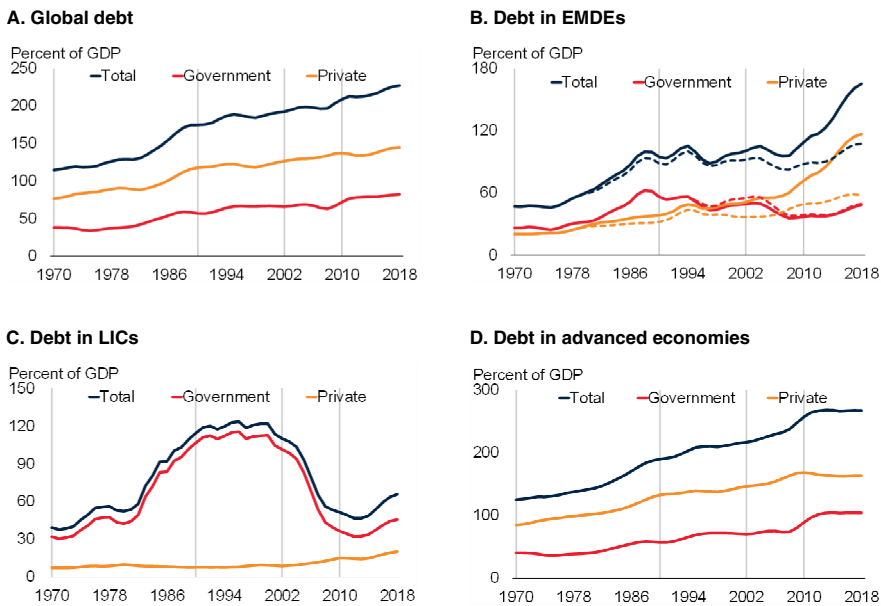 A. Global debt
Percent of GDP
250
Total Government Private
200
150
100
50
0
1970 1978 1986 1994 2002 2010 2018
B. Debt in EMDEs
Percent of GDP
180
Total Government Private
120
60
0
1970 1978 1986 1994 2002 2010 2018
C. Debt in LICs
Percent of GDP
150
Total Government Private
120
90
60
30
0
1970 1978 1986 1994 2002 2010 2018
D. Debt in advanced economies
Percent of GDP
300
Total Government Private
200
100
0
1970 1978 1986 1994 2002 2010 2018